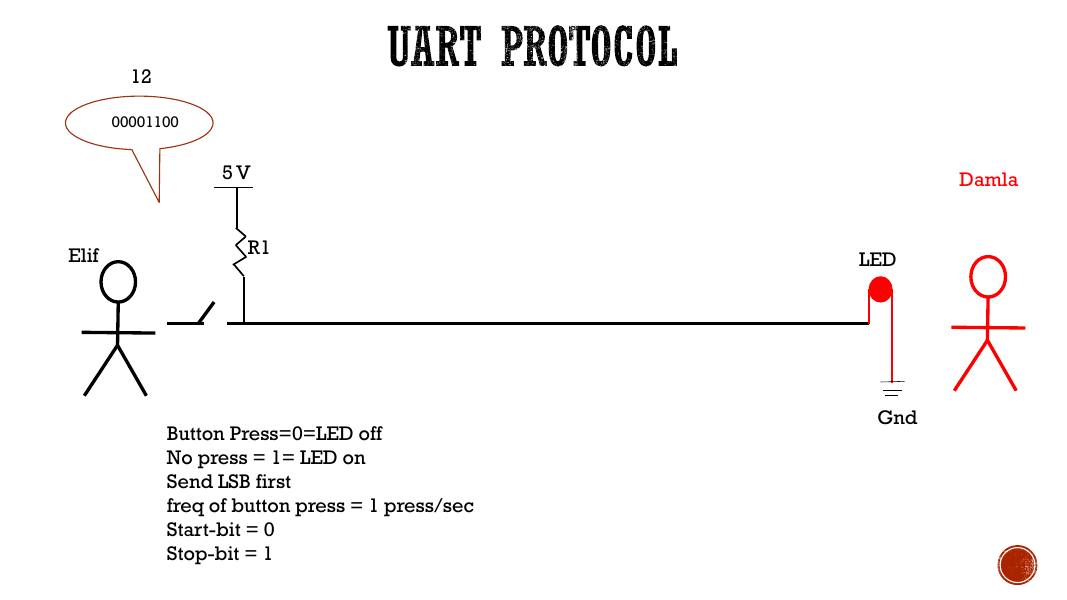 UART PROTOCOL
12
00001100
5 V
Damla
R1
Elif
LED
Gnd
Button Press=0=LED off
No press = 1= LED on
Send LSB first
freq of button press = 1 press/sec
Start-bit = 0
Stop-bit = 1